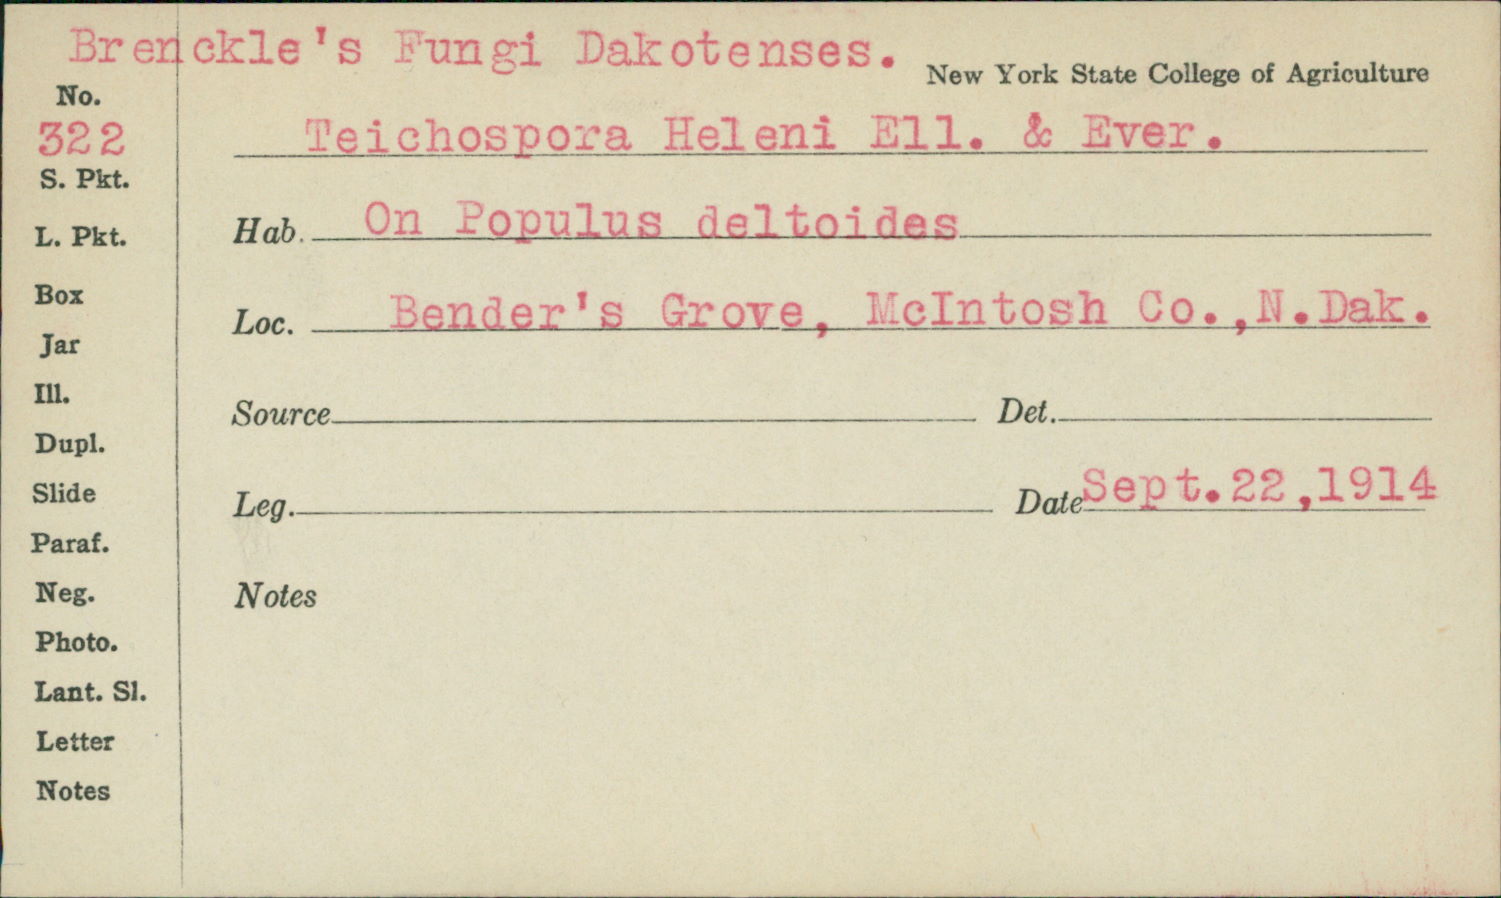 Brenckle's Fungi Dakotenses.
New York State College of Agriculture
No.
322
Teichospora Heleni Ell. & Ever.
S. Pkt.
L. Pkt.
Hab. On Populus deltoides
Box
Loc. Bender's Grove, McIntosh Co.,N.Dak.
Jar
Ill.
Source Det.
Dupl.
Slide
Leg. Date Sept.22,1914
Paraf.
Neg.
Notes
Photo.
Lant. Sl.
Letter
Notes